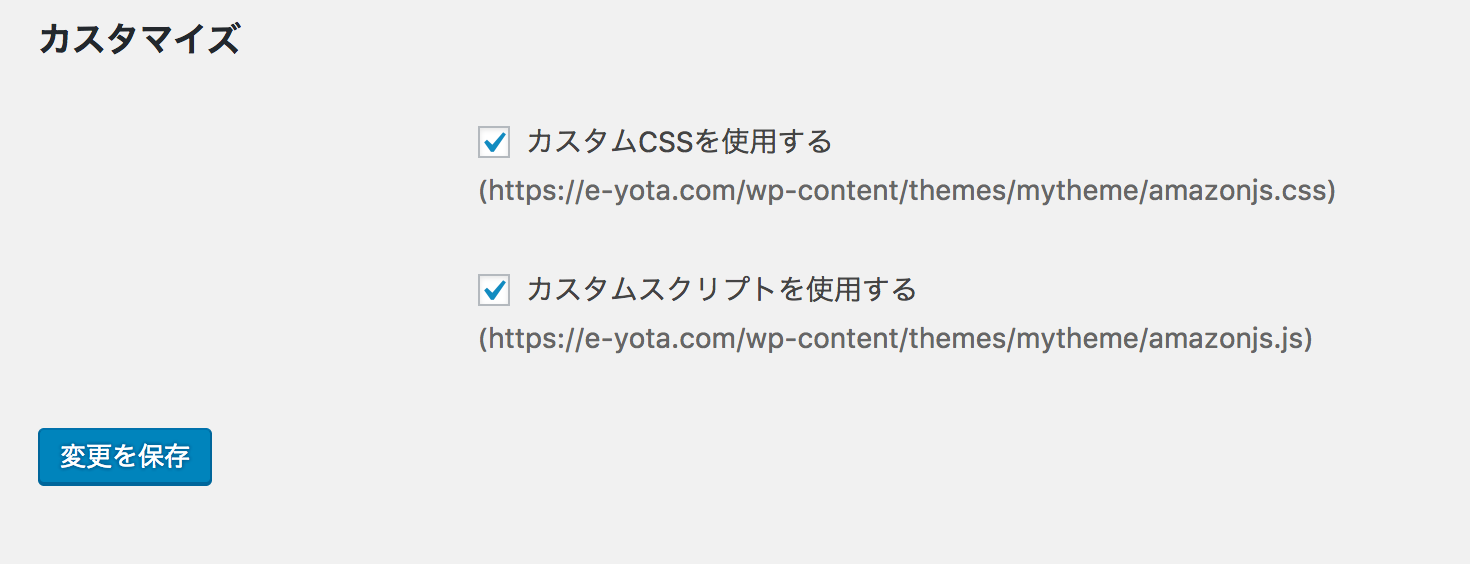 カスタマイズ
カスタムCSSを使用する
(https://e-yota.com/wp-content/themes/mytheme/amazonjs.css)
カスタムスクリプトを使用する
(https://e-yota.com/wp-content/themes/mytheme/amazonjs.js)
変更を保存